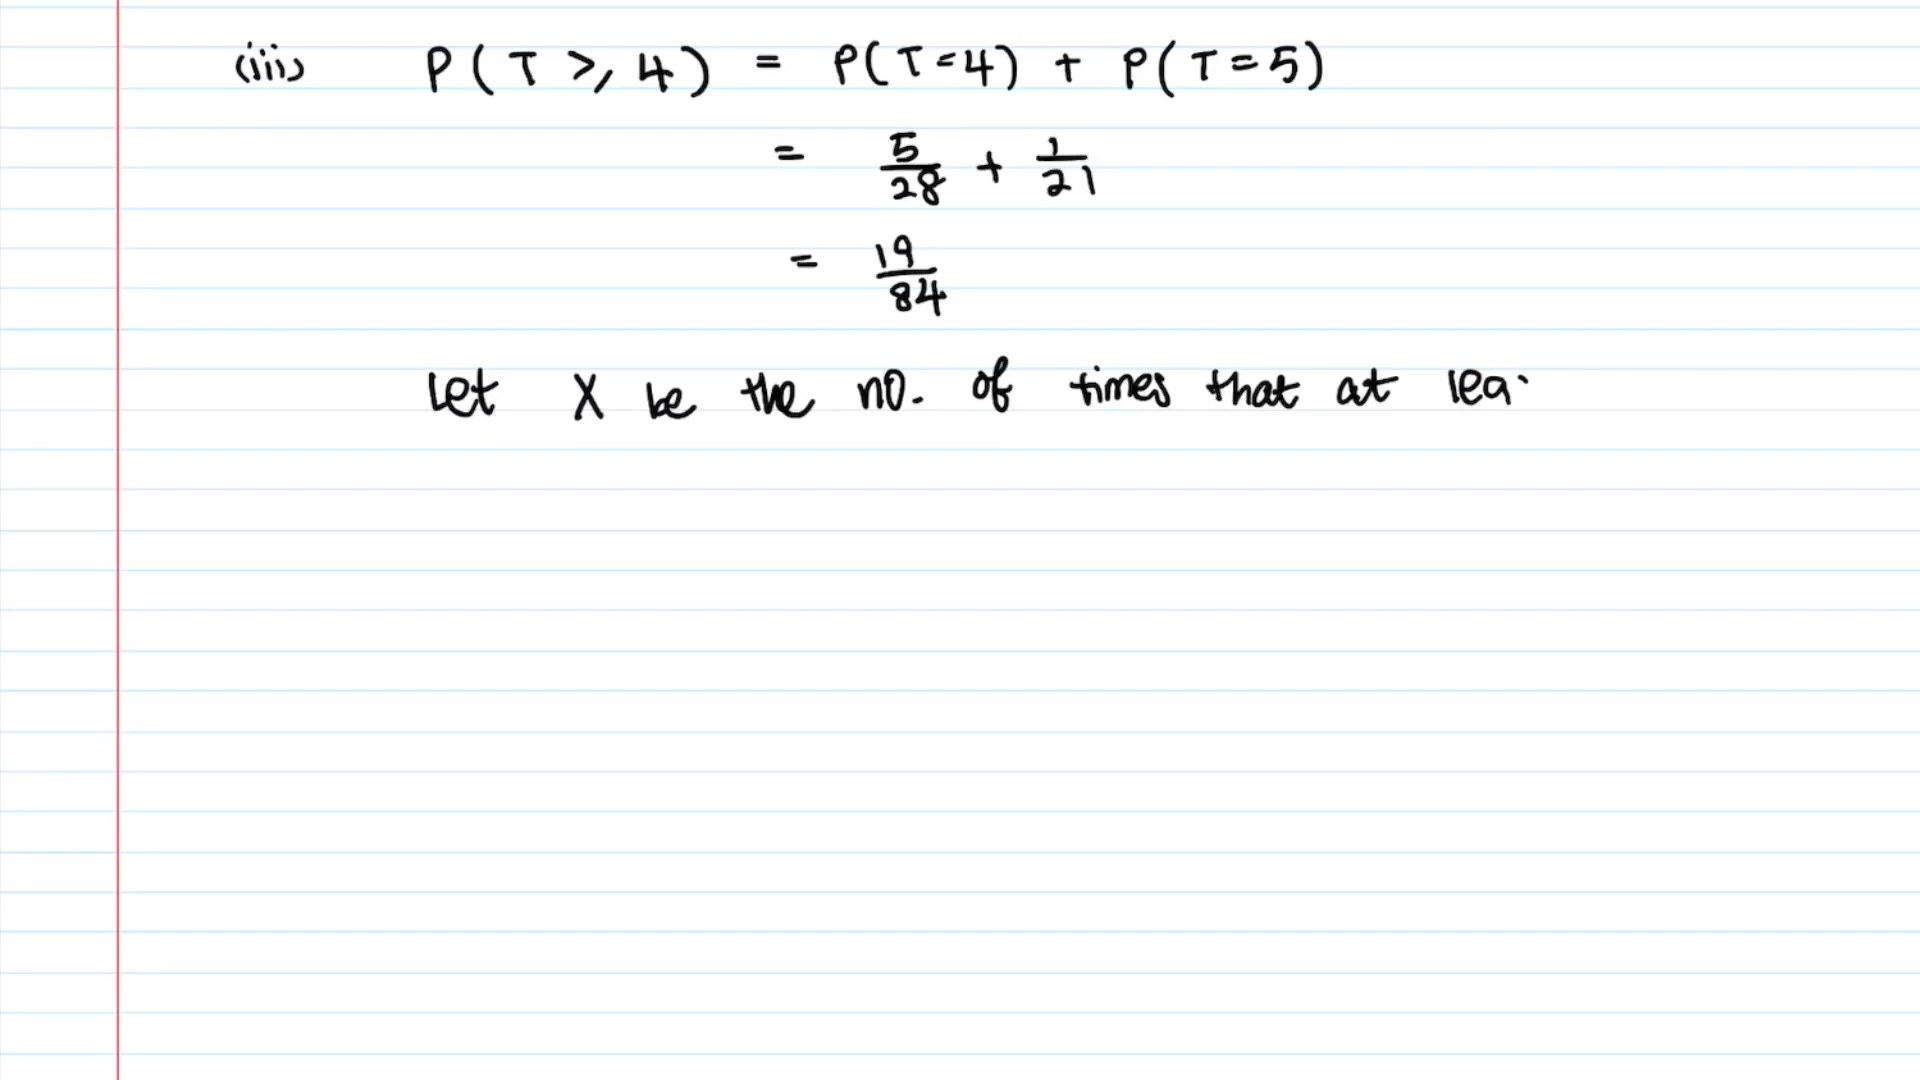 (iii) P(T ⩾ 4) = P(T=4) + P(T=5)
= 5/28 + 1/21
= 19/84
Let X be the no. of times that at lea